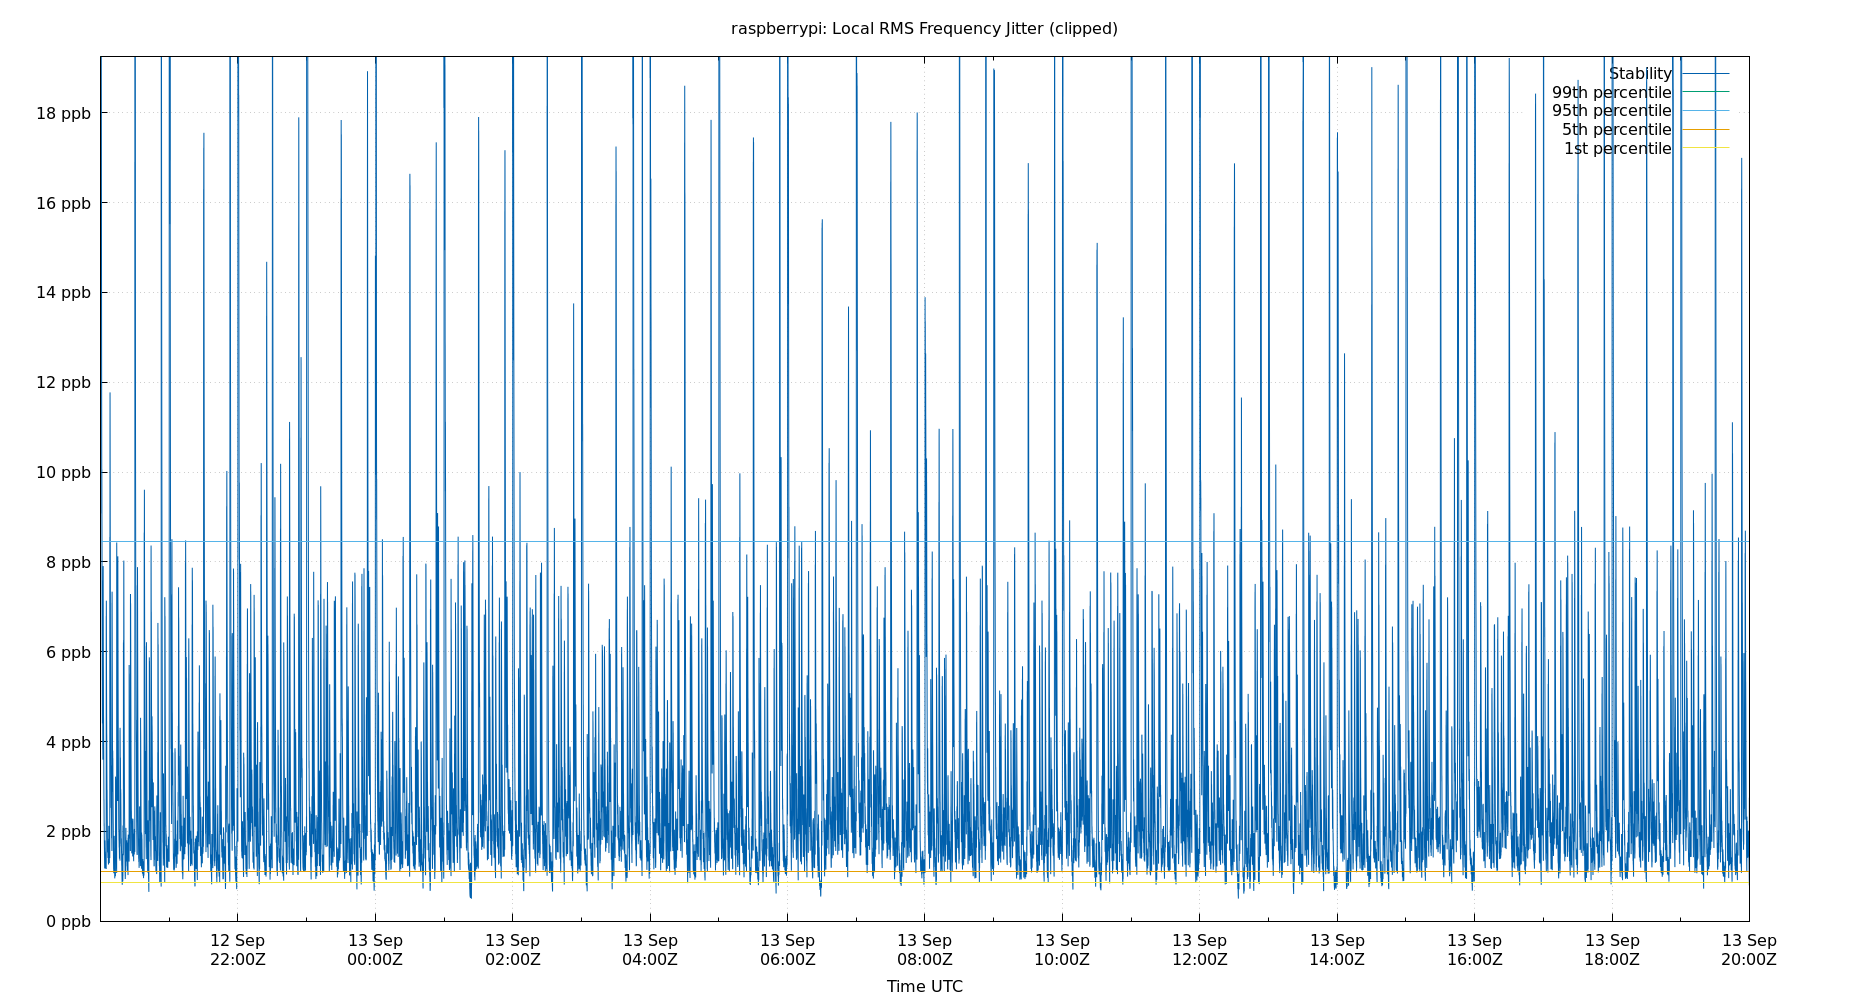 raspberrypi: Local RMS Frequency Jitter (clipped)
Stability
99th percentile
95th percentile
5th percentile
1st percentile
18 ppb
16 ppb
14 ppb
12 ppb
10 ppb
8 ppb
6 ppb
4 ppb
2 ppb
0 ppb
12 Sep 13 Sep 13 Sep 13 Sep 13 Sep 13 Sep 13 Sep 13 Sep 13 Sep 13 Sep 13 Sep 13 Sep
22:00Z 00:00Z 02:00Z 04:00Z 06:00Z 08:00Z 10:00Z 12:00Z 14:00Z 16:00Z 18:00Z 20:00Z
Time UTC